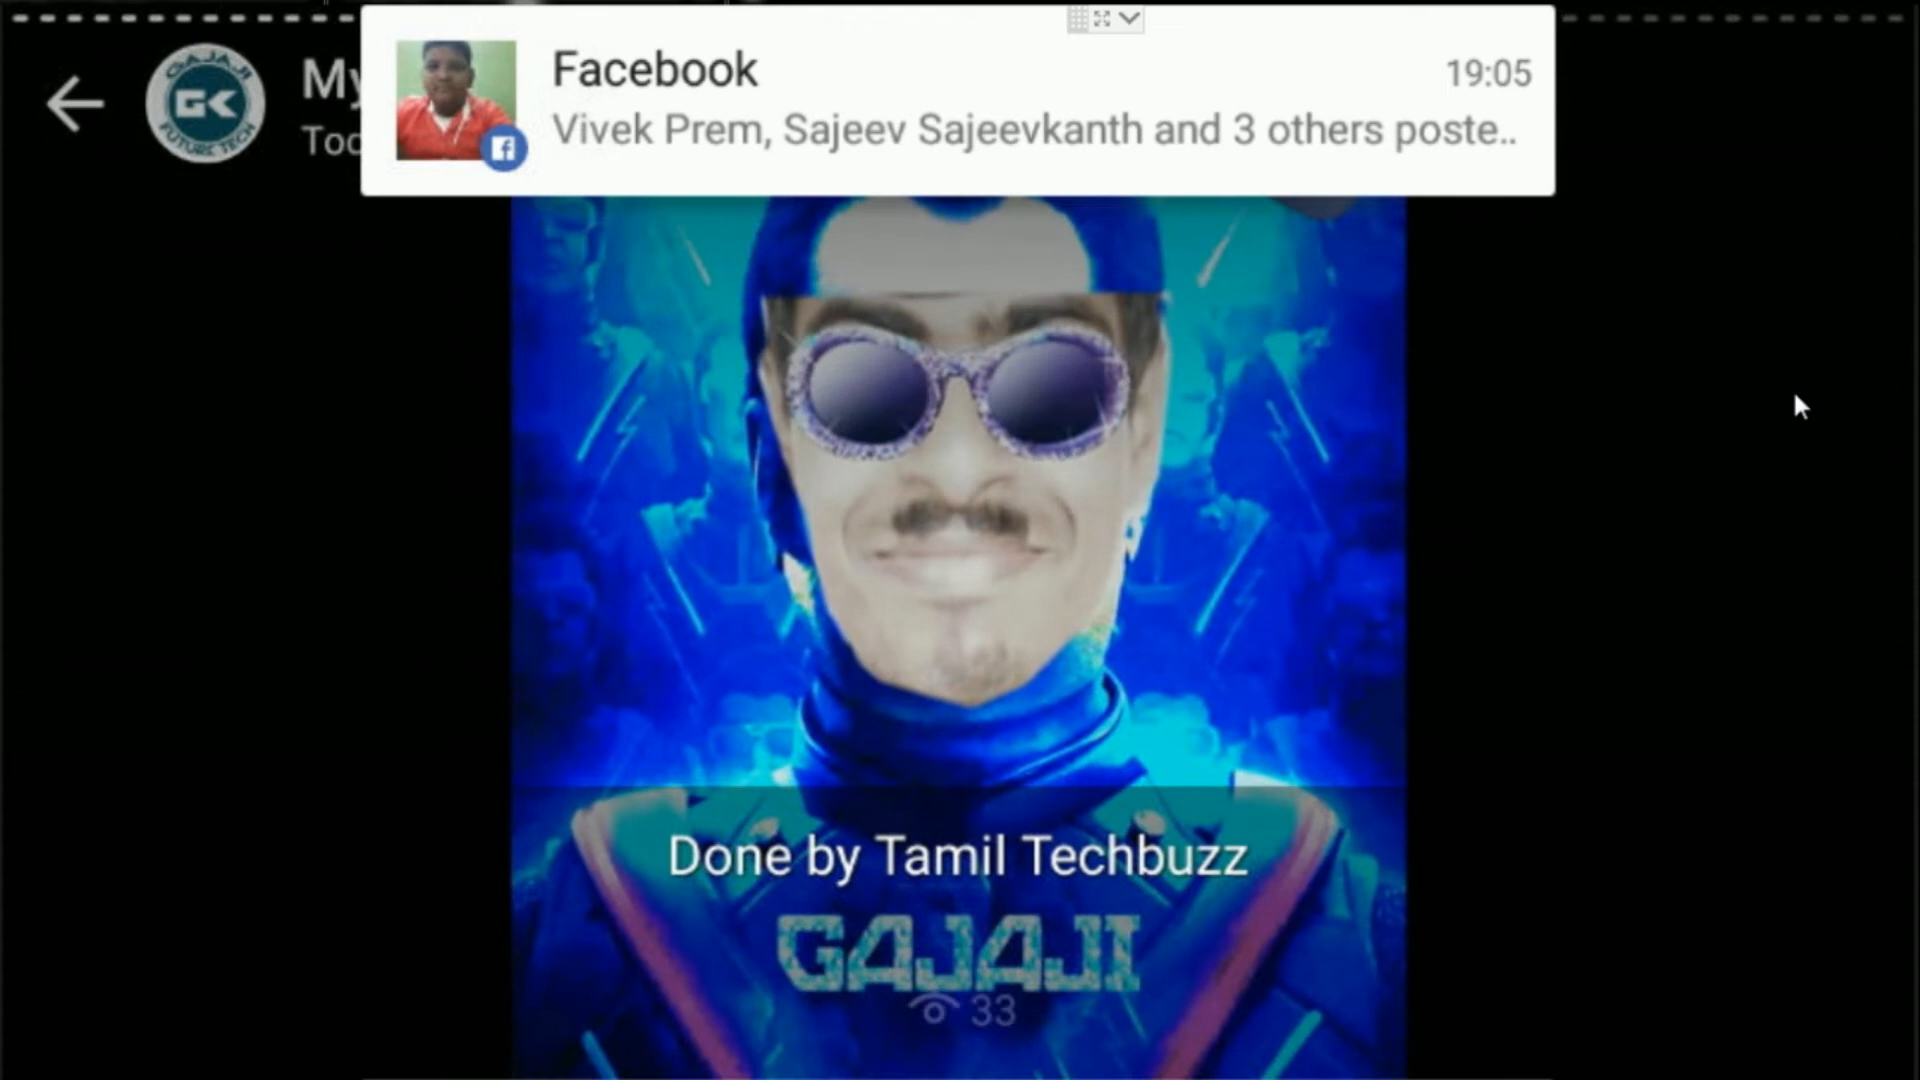 Facebook
19:05
Vivek Prem, Sajeev Sajeevkanth and 3 others poste..
GAJAJI
GK
FUTURE TECH
My
Toc
Done by Tamil Techbuzz
GAJAJI
33